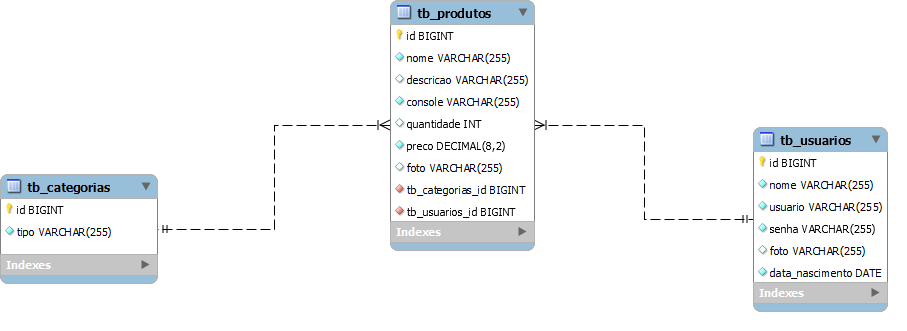 tb_produtos
id BIGINT
nome VARCHAR(255)
descricao VARCHAR(255)
console VARCHAR(255)
quantidade INT
preco DECIMAL(8,2)
foto VARCHAR(255)
tb_categorias_id BIGINT
tb_usuarios_id BIGINT
Indexes
tb_categorias
id BIGINT
tipo VARCHAR(255)
Indexes
tb_usuarios
id BIGINT
nome VARCHAR(255)
usuario VARCHAR(255)
senha VARCHAR(255)
foto VARCHAR(255)
data_nascimento DATE
Indexes